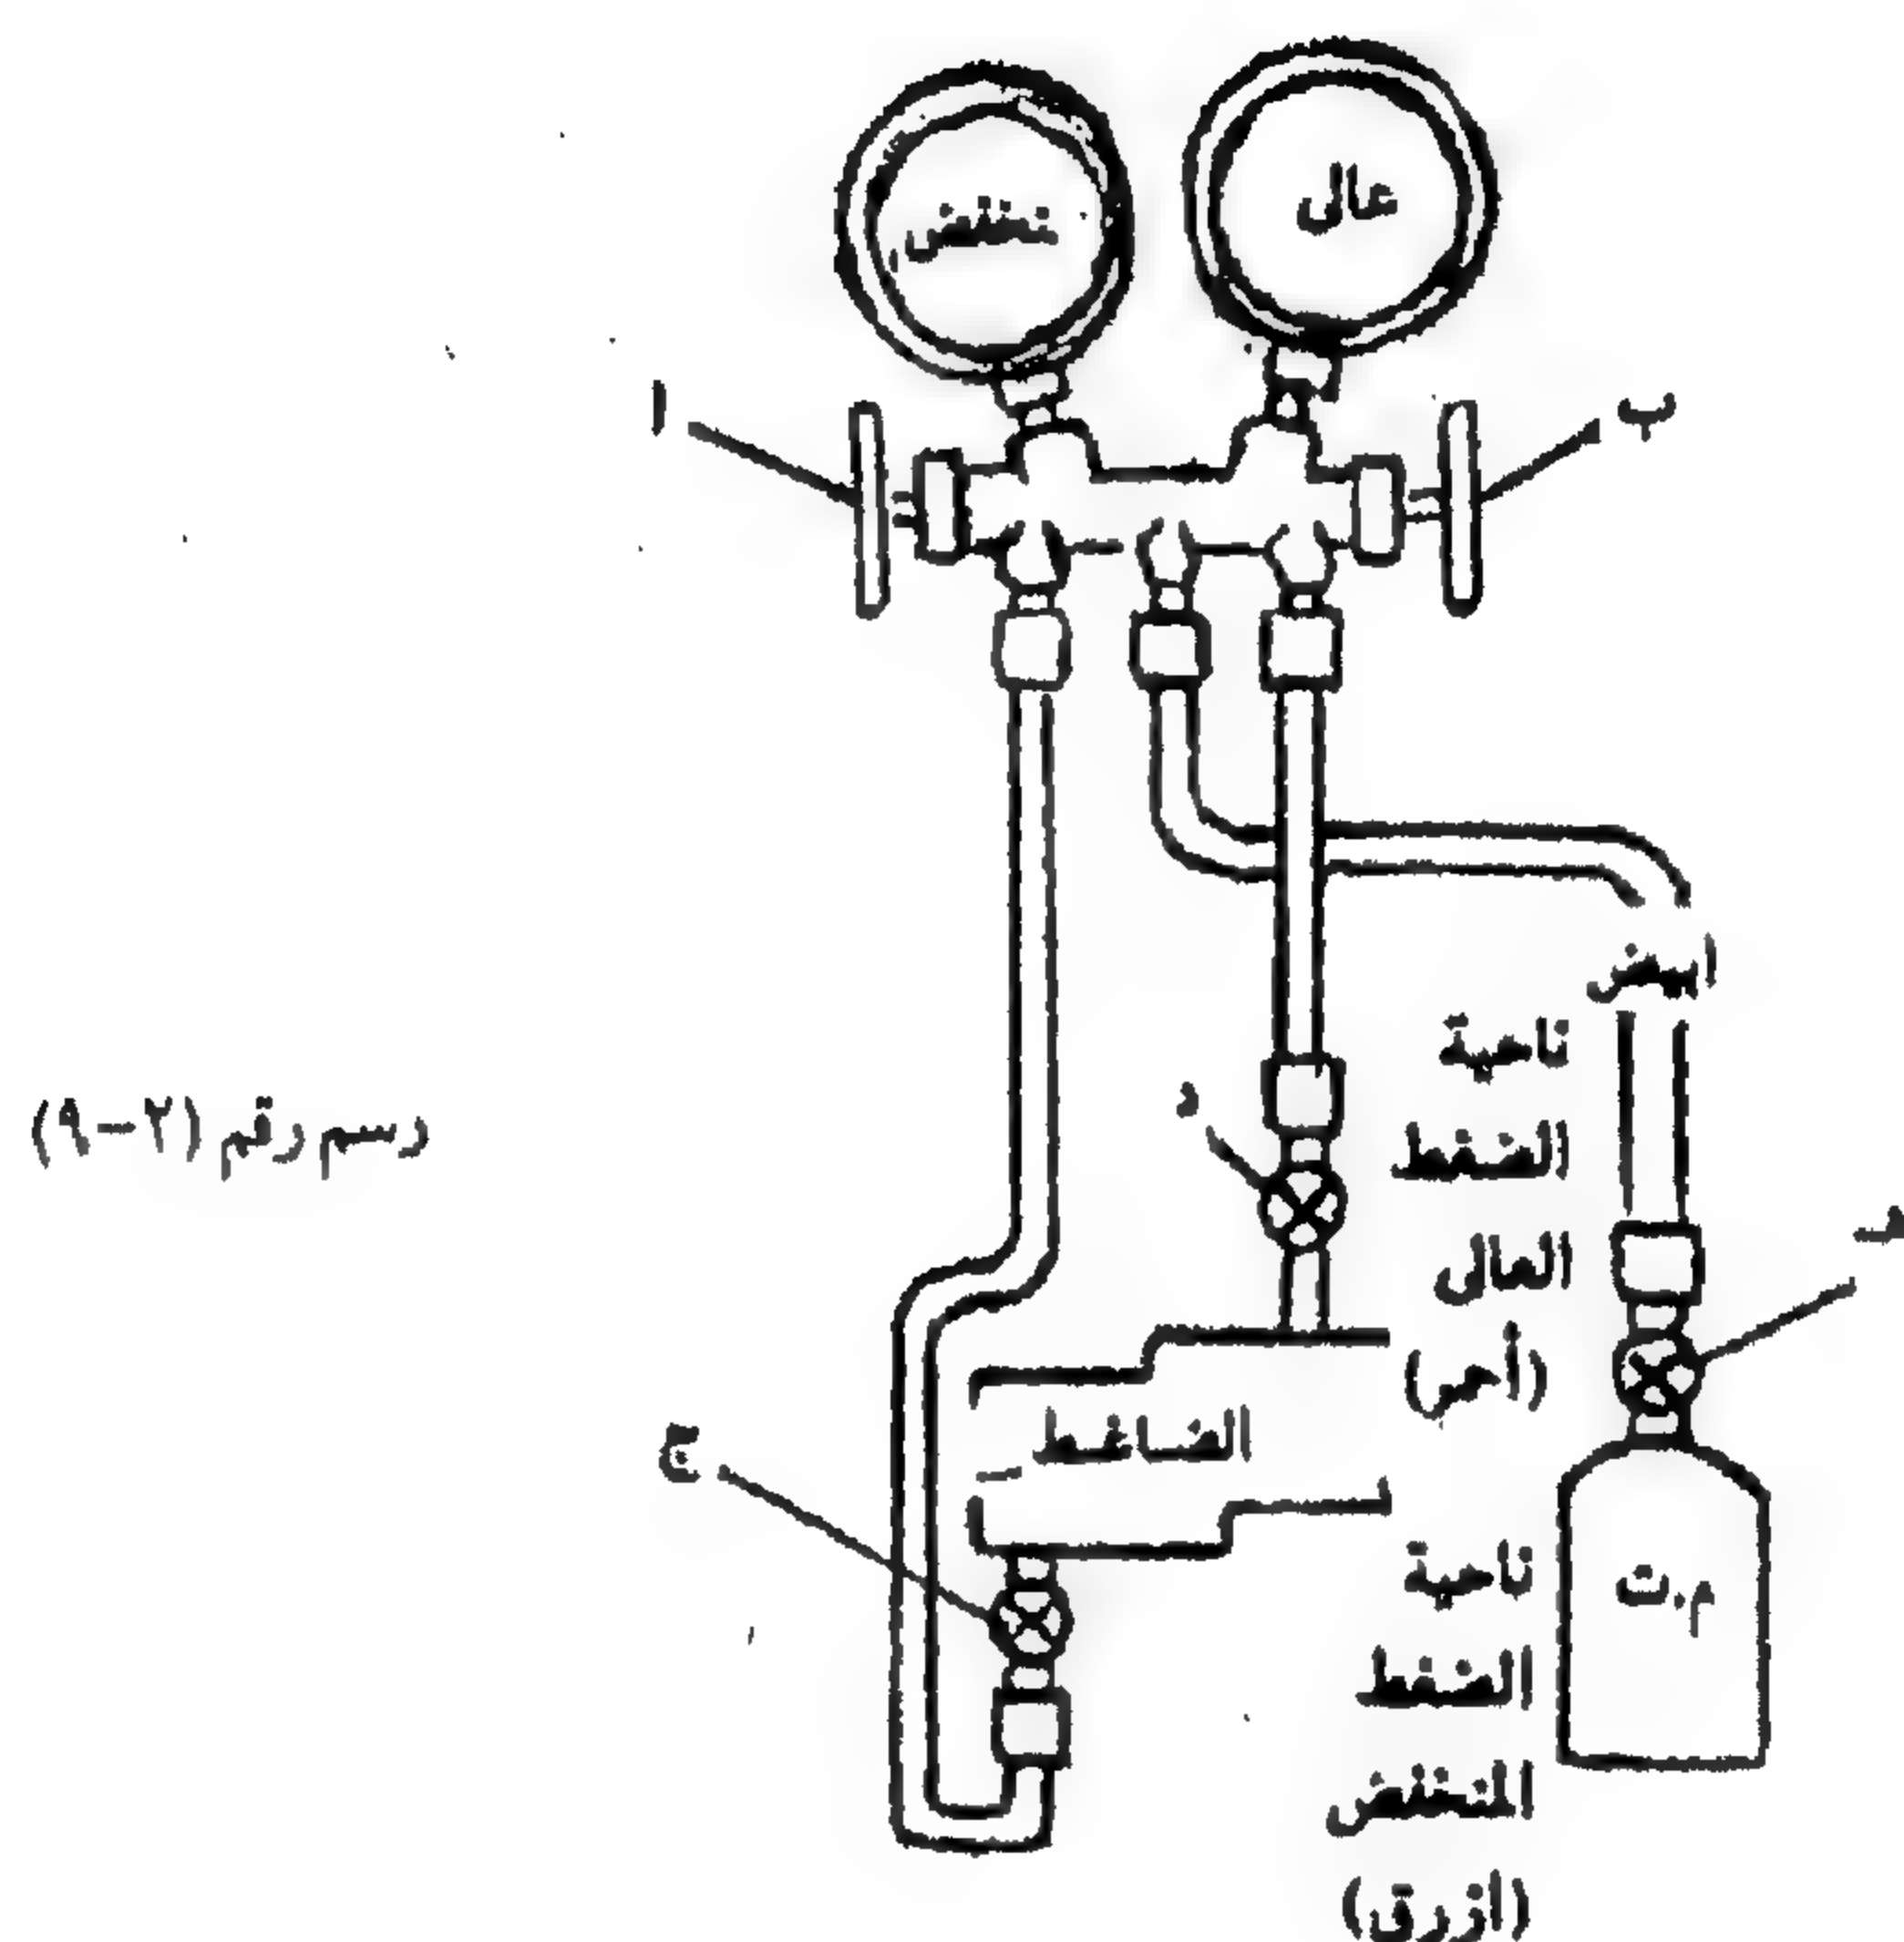 عالى
منخفض
ب
ا
ابيض
ناحية
الضغط
العالى
(أحمر)
د
هـ
رسم رقم (٢-٩)
الضاغط
ج
م.ث
ناحية
الضغط
المنخفض
(ازرق)